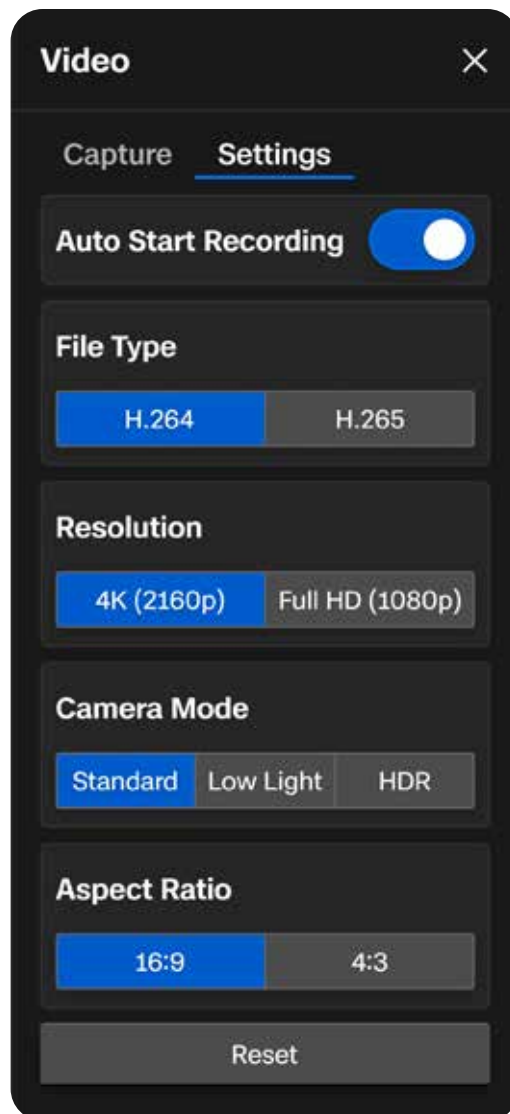 Video
Capture Settings
Auto Start Recording
File Type
H.264 H.265
Resolution
4K (2160p) Full HD (1080p)
Camera Mode
Standard Low Light HDR
Aspect Ratio
16:9 4:3
Reset